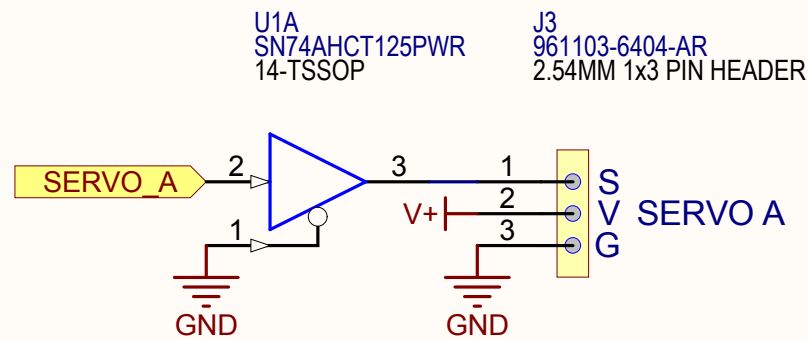 U1A
SN74AHCT125PWR
14-TSSOP
J3
961103-6404-AR
2.54MM 1x3 PIN HEADER
SERVO_A
2
3
1
GND
1
2
3
V+
GND
S
V
G
SERVO A